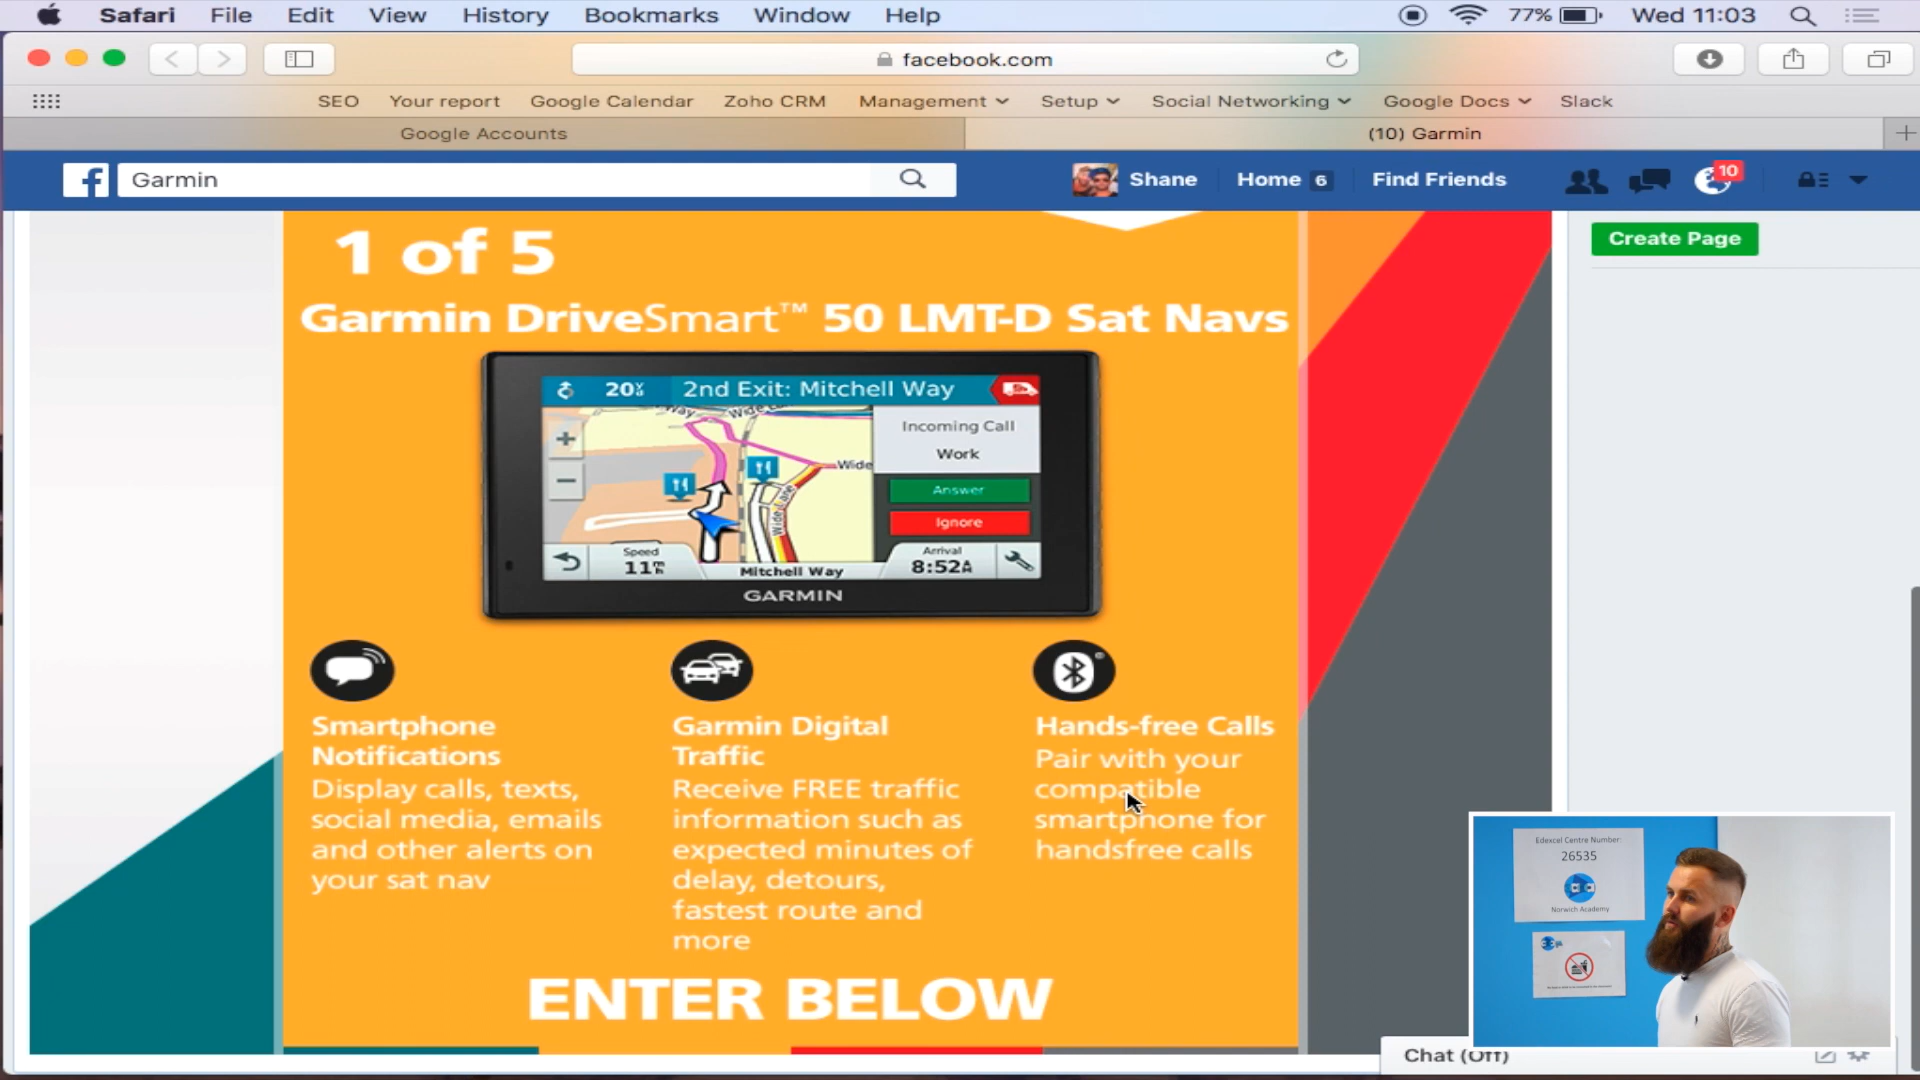 Safari File Edit View History Bookmarks Window Help 77% Wed 11:03
facebook.com
SEO Your report Google Calendar Zoho CRM Management Setup Social Networking Google Docs Slack
Google Accounts (10) Garmin
Garmin Shane Home 6 Find Friends 10
Create Page
1 of 5
Garmin DriveSmart™ 50 LMT-D Sat Navs
2nd Exit: Mitchell Way
Way
Incoming Call
Work
Wide
Answer
Wide Lane
Ignore
Speed
11
Arrival
8:52A
Mitchell Way
GARMIN
Smartphone
Notifications
Display calls, texts,
social media, emails
and other alerts on
your sat nav
Garmin Digital
Traffic
Receive FREE traffic
information such as
expected minutes of
delay, detours,
fastest route and
more
Hands-free Calls
Pair with your
compatible
smartphone for
handsfree calls
ENTER BELOW
Edexcel Centre Number:
26535
Norwich Academy
Chat (Off)